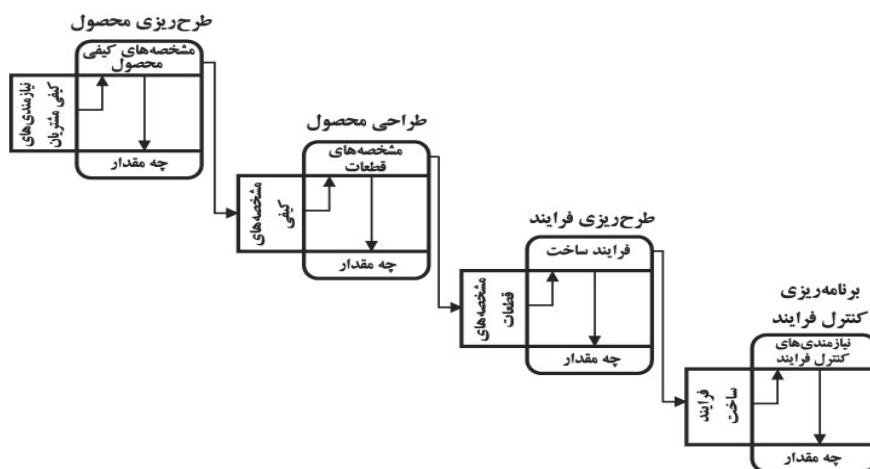 طرح‌ریزی محصول
مشخصه‌های کیفی
محصول
نیازمندی‌های
کیفی مشتریان
چه مقدار
طراحی محصول
مشخصه‌های
قطعات
مشخصه‌های
کیفی
چه مقدار
طرح‌ریزی فرایند
فرایند ساخت
مشخصه‌های
قطعات
چه مقدار
برنامه‌ریزی
کنترل فرایند
نیازمندی‌های
کنترل فرایند
فرایند
ساخت
چه مقدار